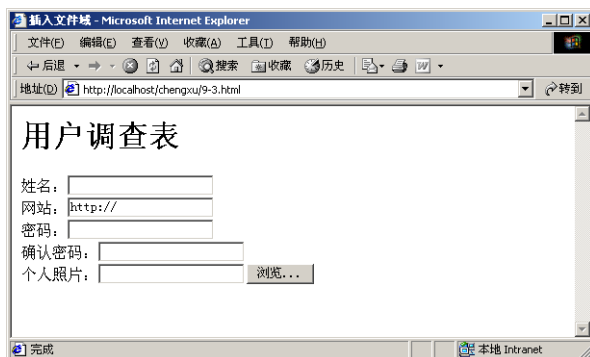 插入文件域 - Microsoft Internet Explorer
文件(F) 编辑(E) 查看(V) 收藏(A) 工具(T) 帮助(H)
后退 搜索 收藏 历史
地址(D) http://localhost/chengxu/9-3.html 转到
用户调查表
姓名：
网站：http://
密码：
确认密码：
个人照片： 浏览...
完成 本地 Intranet